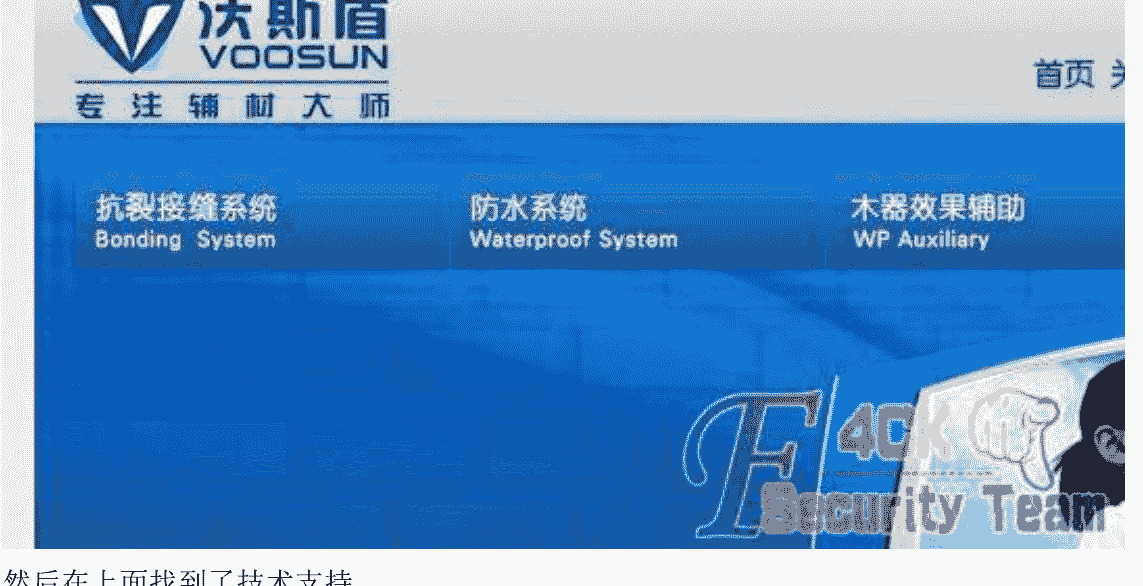 沃斯盾
VOOSUN
专注辅材大师
首页
抗裂接缝系统
Bonding System
防水系统
Waterproof System
木器效果辅助
WP Auxiliary
F4CK
Security Team
然后在上面找到了技术支持